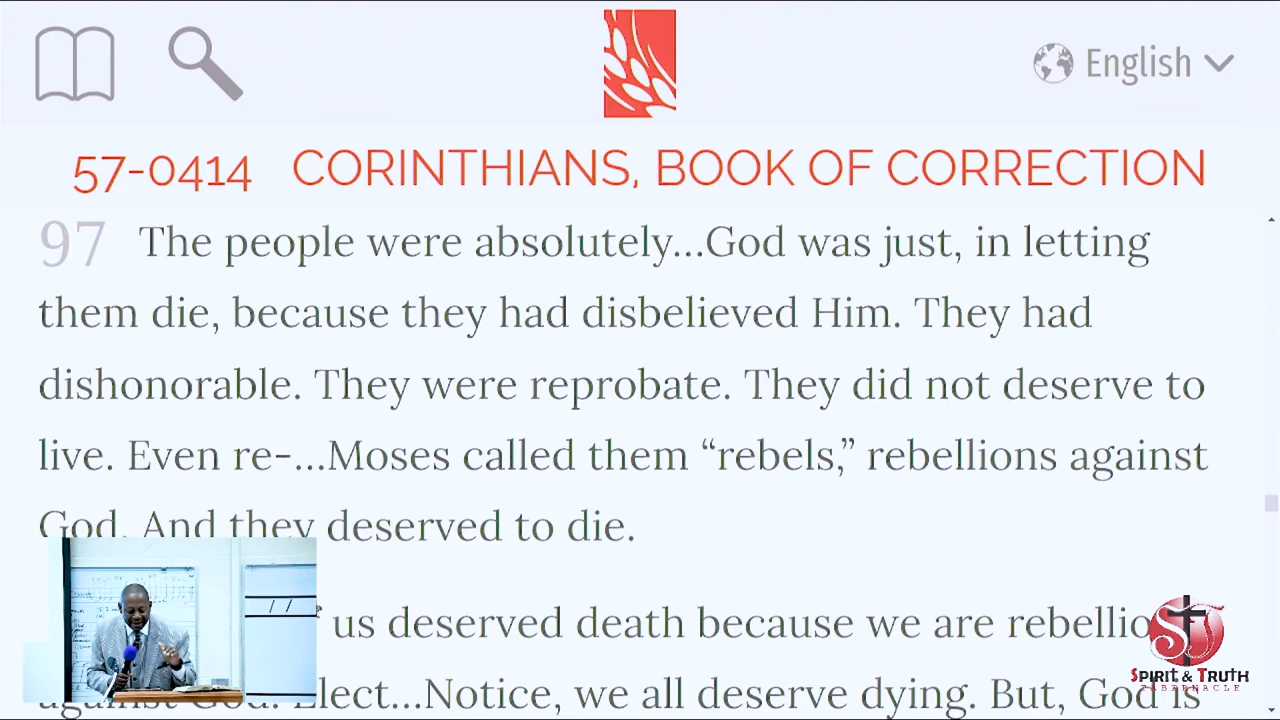 English
57-0414 CORINTHIANS, BOOK OF CORRECTION
97 The people were absolutely...God was just, in letting
them die, because they had disbelieved Him. They had
dishonorable. They were reprobate. They did not deserve to
live. Even re-...Moses called them “rebels,” rebellions against
God. And they deserved to die.
us deserved death because we are rebellio
against God. Elect...Notice, we all deserve dying. But, God is
SPIRIT & TRUTH
TABERNACLE